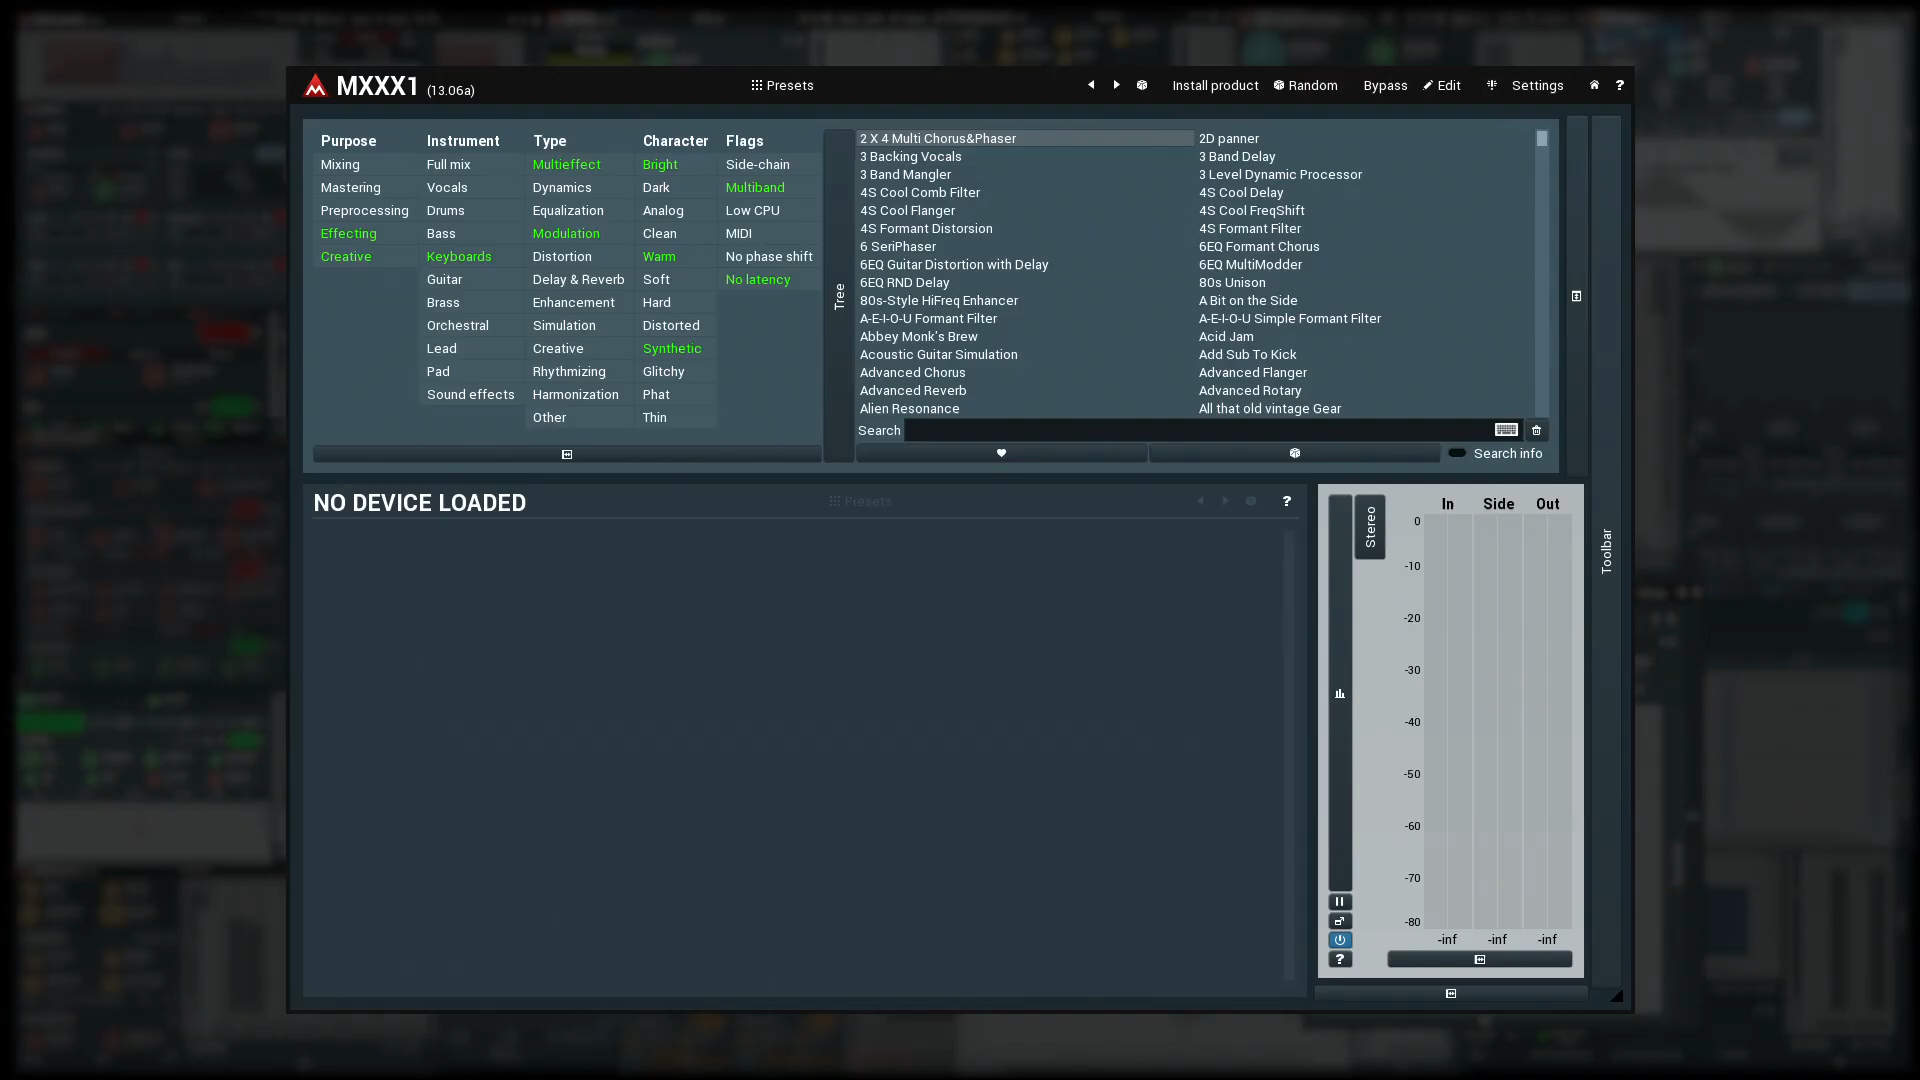 MXXX1 (13.06a) Presets Install product Random Bypass Edit Settings ?
Purpose Instrument Type Character Flags
Mixing Full mix Multieffect Bright Side-chain
Mastering Vocals Dynamics Dark Multiband
Preprocessing Drums Equalization Analog Low CPU
Effecting Bass Modulation Clean MIDI
Creative Keyboards Distortion Warm No phase shift
Guitar Delay & Reverb Soft No latency
Brass Enhancement Hard
Orchestral Simulation Distorted
Lead Creative Synthetic
Pad Rhythmizing Glitchy
Sound effects Harmonization Phat
Other Thin
Tree
2 X 4 Multi Chorus&Phaser 2D panner
3 Backing Vocals 3 Band Delay
3 Band Mangler 3 Level Dynamic Processor
4S Cool Comb Filter 4S Cool Delay
4S Cool Flanger 4S Cool FreqShift
4S Formant Distorsion 4S Formant Filter
6 SeriPhaser 6EQ Formant Chorus
6EQ Guitar Distortion with Delay 6EQ MultiModder
6EQ RND Delay 80s Unison
80s-Style HiFreq Enhancer A Bit on the Side
A-E-I-O-U Formant Filter A-E-I-O-U Simple Formant Filter
Abbey Monk's Brew Acid Jam
Acoustic Guitar Simulation Add Sub To Kick
Advanced Chorus Advanced Flanger
Advanced Reverb Advanced Rotary
Alien Resonance All that old vintage Gear
Search
Search info
NO DEVICE LOADED Presets ?
Stereo
In Side Out
0
-10
-20
-30
-40
-50
-60
-70
-80
-inf -inf -inf
?
Toolbar